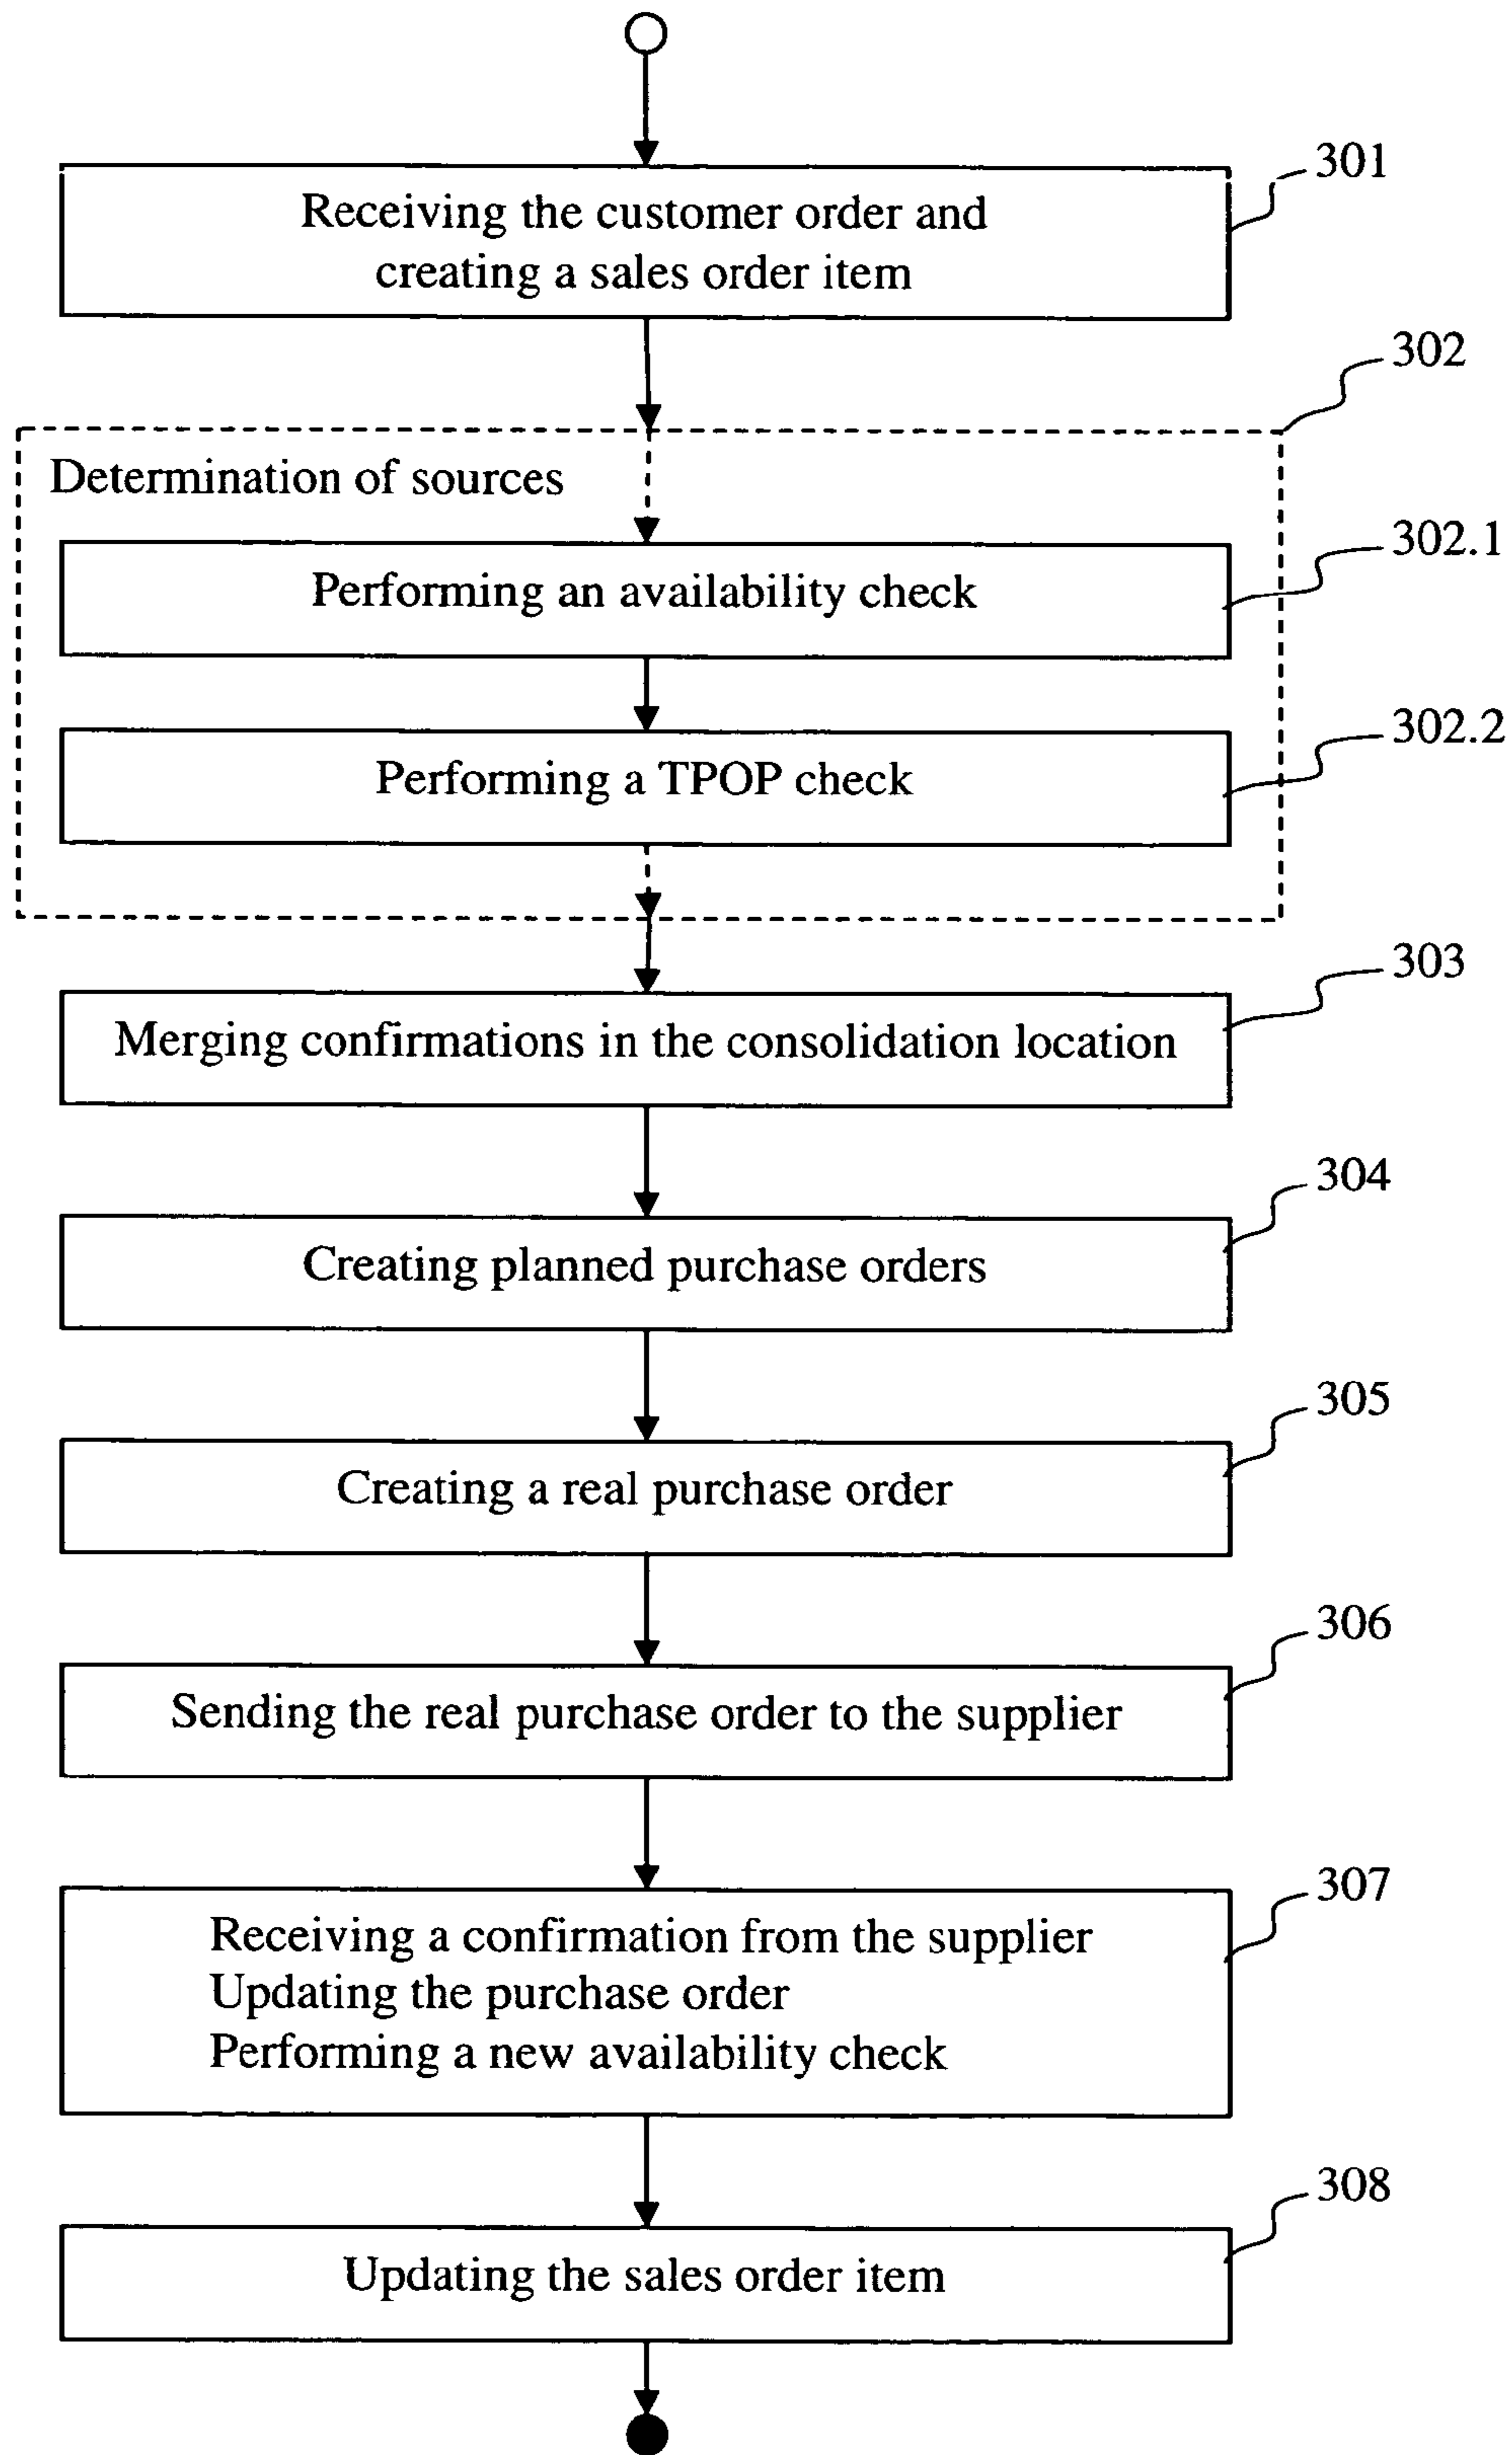 301
Receiving the customer order and
creating a sales order item
302
Determination of sources
302.1
Performing an availability check
302.2
Performing a TPOP check
303
Merging confirmations in the consolidation location
304
Creating planned purchase orders
305
Creating a real purchase order
306
Sending the real purchase order to the supplier
307
Receiving a confirmation from the supplier
Updating the purchase order
Performing a new availability check
308
Updating the sales order item